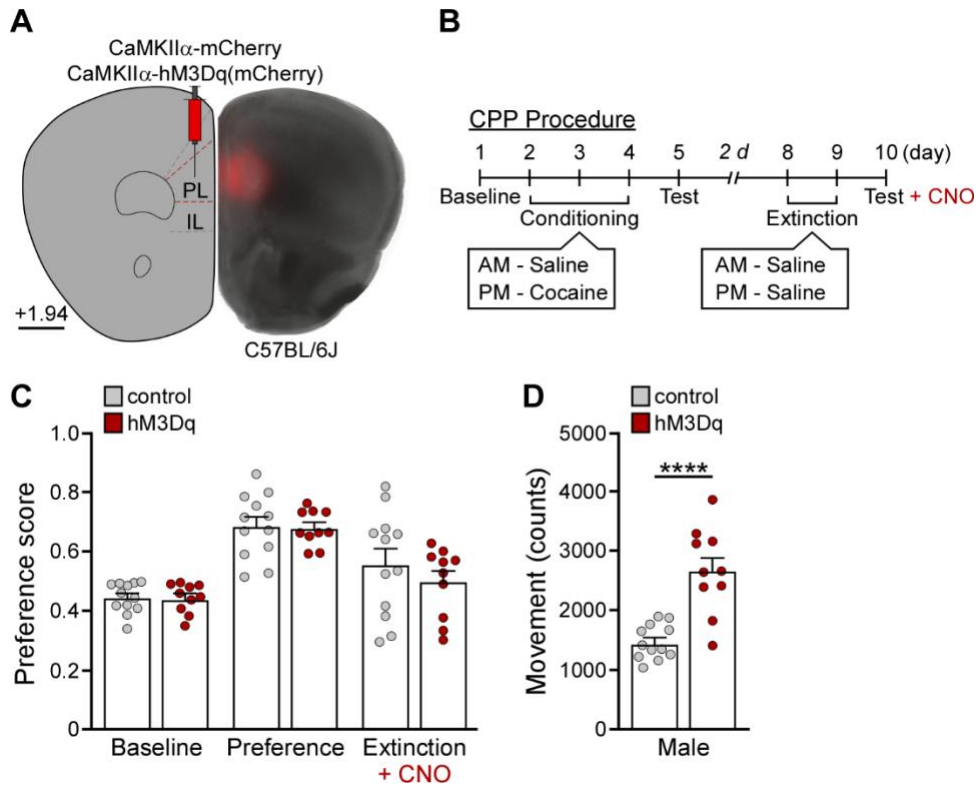 A
CaMKIIα-mCherry
CaMKIIα-hM3Dq(mCherry)
PL
IL
+1.94
C57BL/6J
B
CPP Procedure
1 2 3 4 5 2 d 8 9 10 (day)
Baseline Test Test + CNO
Conditioning Extinction
AM - Saline
PM - Cocaine
AM - Saline
PM - Saline
C
control
hM3Dq
Preference score
1.0
0.8
0.6
0.4
0.2
0
Baseline Preference Extinction
+ CNO
D
control
hM3Dq
****
Movement (counts)
5000
4000
3000
2000
1000
0
Male